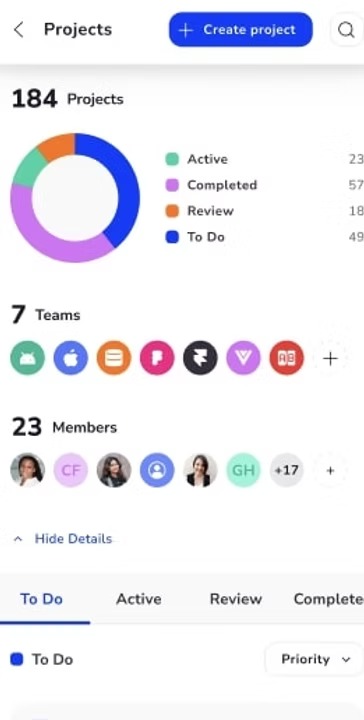 Projects
Create project
184 Projects
Active 23
Completed 57
Review 18
To Do 49
7 Teams
23 Members
CF
GH
+17
Hide Details
To Do Active Review Complete
To Do
Priority